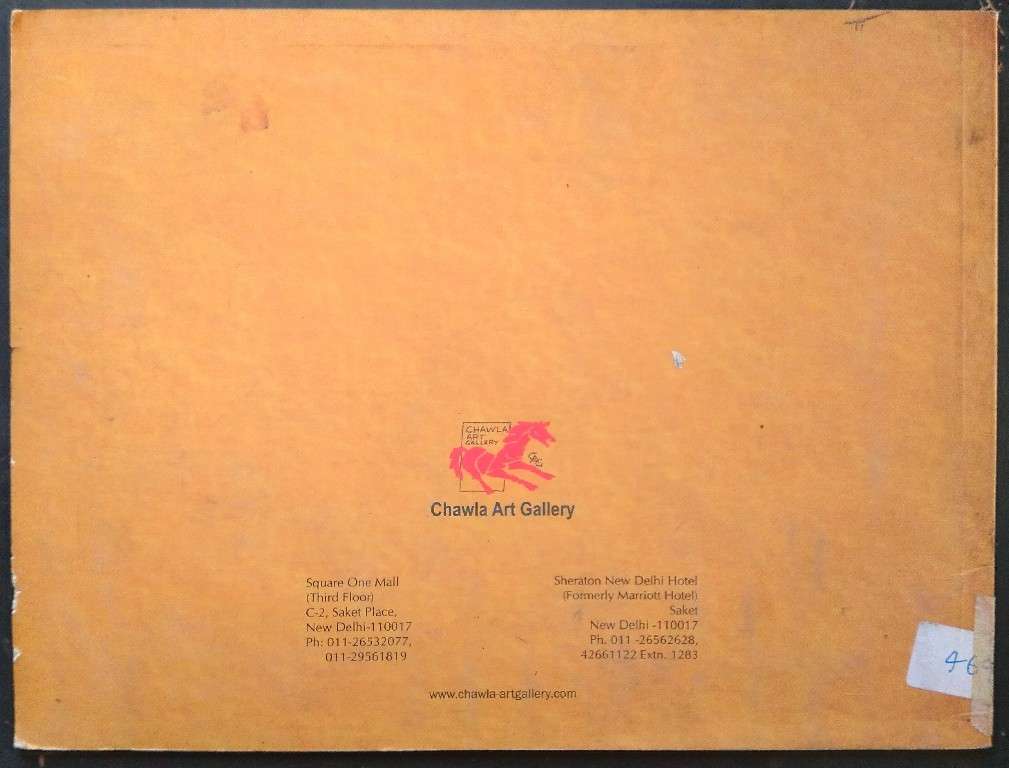 CHAWLA
ART
GALLERY
CAG
Chawla Art Gallery
Square One Mall
(Third Floor)
C-2, Saket Place,
New Delhi-110017
Ph: 011-26532077,
011-29561819
Sheraton New Delhi Hotel
(Formerly Marriott Hotel)
Saket
New Delhi -110017
Ph. 011 -26562628,
42661122 Extn. 1283
www.chawla-artgallery.com